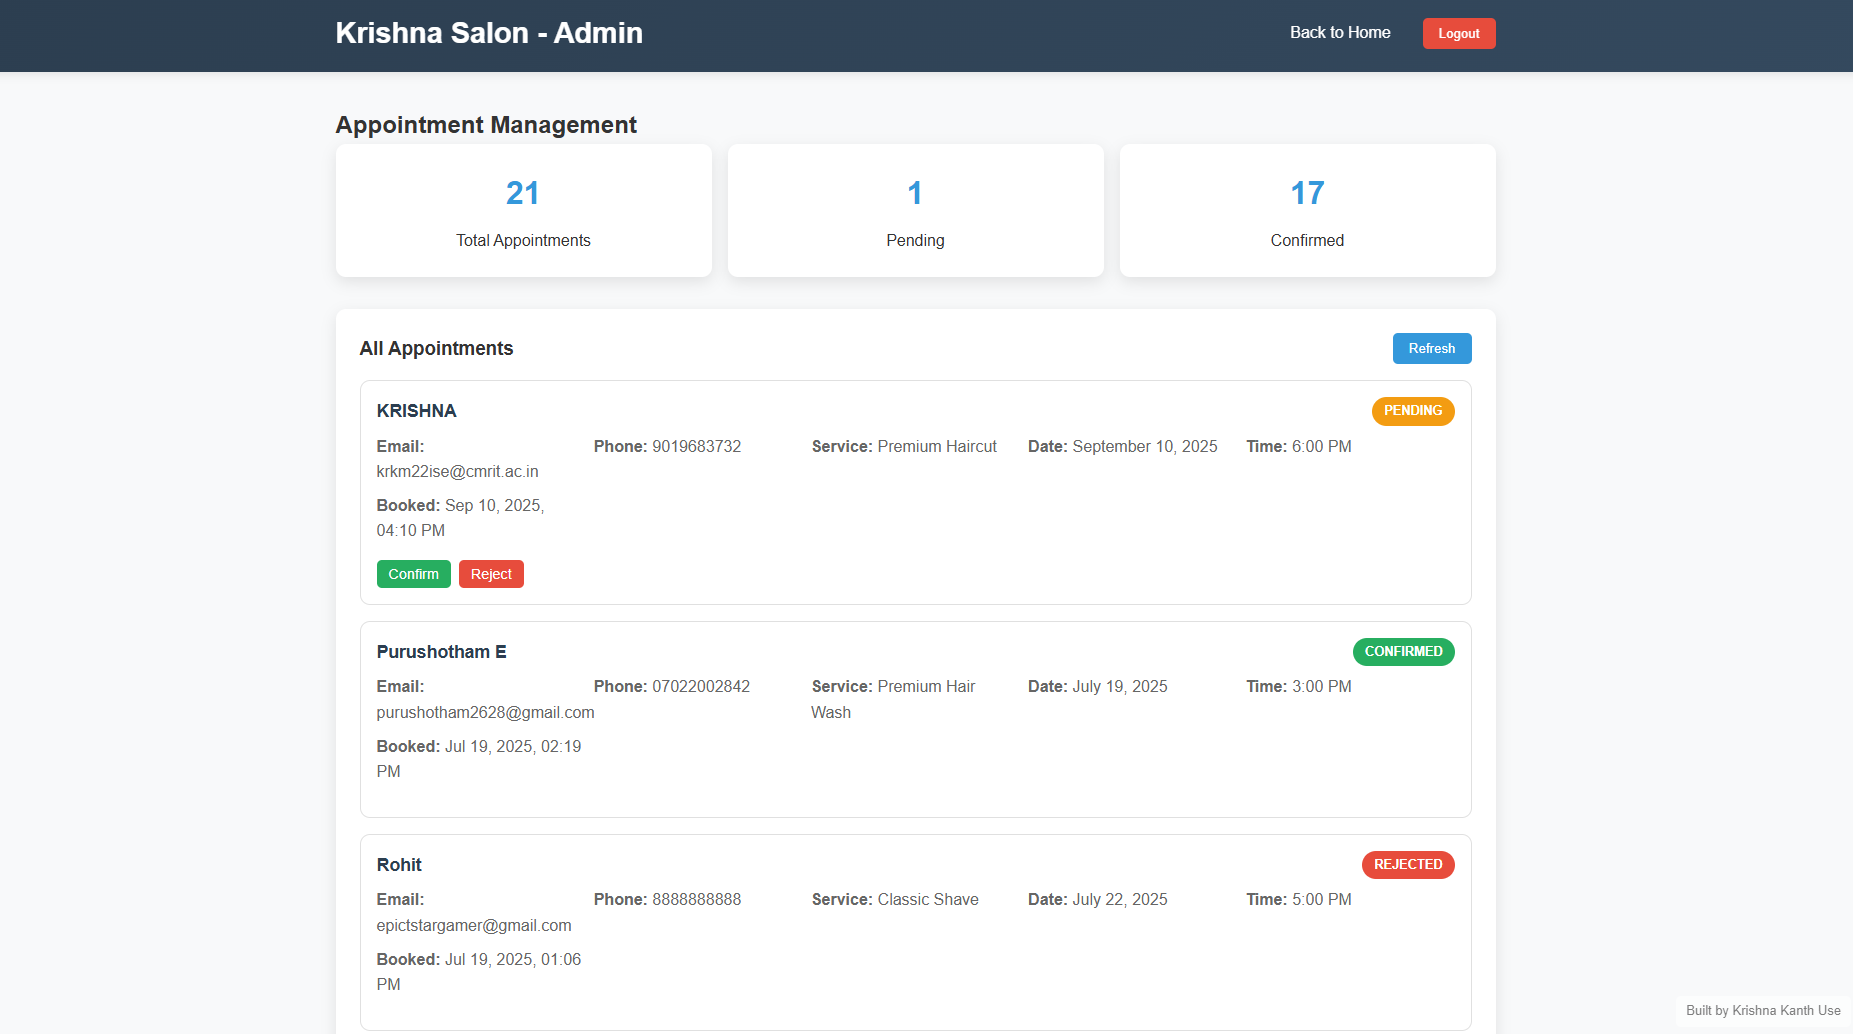 Krishna Salon - Admin
Back to Home
Logout
Appointment Management
21
Total Appointments
1
Pending
17
Confirmed
All Appointments
Refresh
KRISHNA
PENDING
Email:
krkm22ise@cmrit.ac.in
Phone: 9019683732
Service: Premium Haircut
Date: September 10, 2025
Time: 6:00 PM
Booked: Sep 10, 2025,
04:10 PM
Confirm
Reject
Purushotham E
CONFIRMED
Email:
purushotham2628@gmail.com
Phone: 07022002842
Service: Premium Hair
Wash
Date: July 19, 2025
Time: 3:00 PM
Booked: Jul 19, 2025, 02:19
PM
Rohit
REJECTED
Email:
epictstargamer@gmail.com
Phone: 8888888888
Service: Classic Shave
Date: July 22, 2025
Time: 5:00 PM
Booked: Jul 19, 2025, 01:06
PM
Built by Krishna Kanth Use